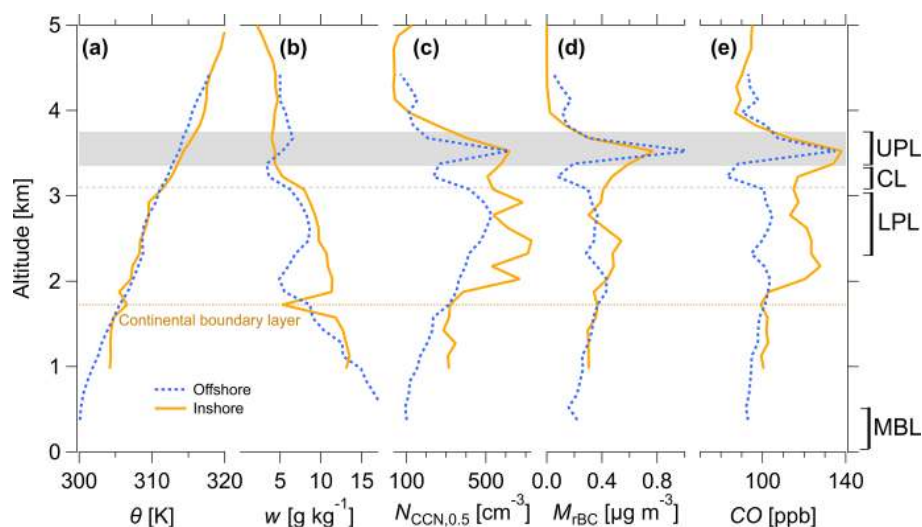 5
4
3
2
1
0
Altitude [km]
(a)
(b)
(c)
(d)
(e)
UPL
CL
LPL
MBL
Continental boundary layer
Offshore
Inshore
300 310 320
5 10 15
100 500
0.0 0.4 0.8
100 140
θ [K]
w [g kg⁻¹]
N_CCN,0.5 [cm⁻³]
M_rBC [µg m⁻³]
CO [ppb]